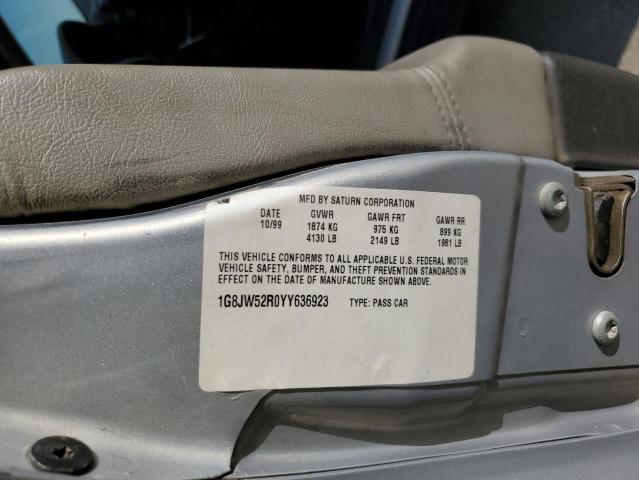 MFD BY SATURN CORPORATION
DATE GVWR GAWR FRT GAWR RR
10/99 1874 KG 975 KG 899 KG
4130 LB 2149 LB 1981 LB
THIS VEHICLE CONFORMS TO ALL APPLICABLE U.S. FEDERAL MOTOR
VEHICLE SAFETY, BUMPER, AND THEFT PREVENTION STANDARDS IN
EFFECT ON THE DATE OF MANUFACTURE SHOWN ABOVE.
1G8JW52R0YY636923 TYPE: PASS CAR